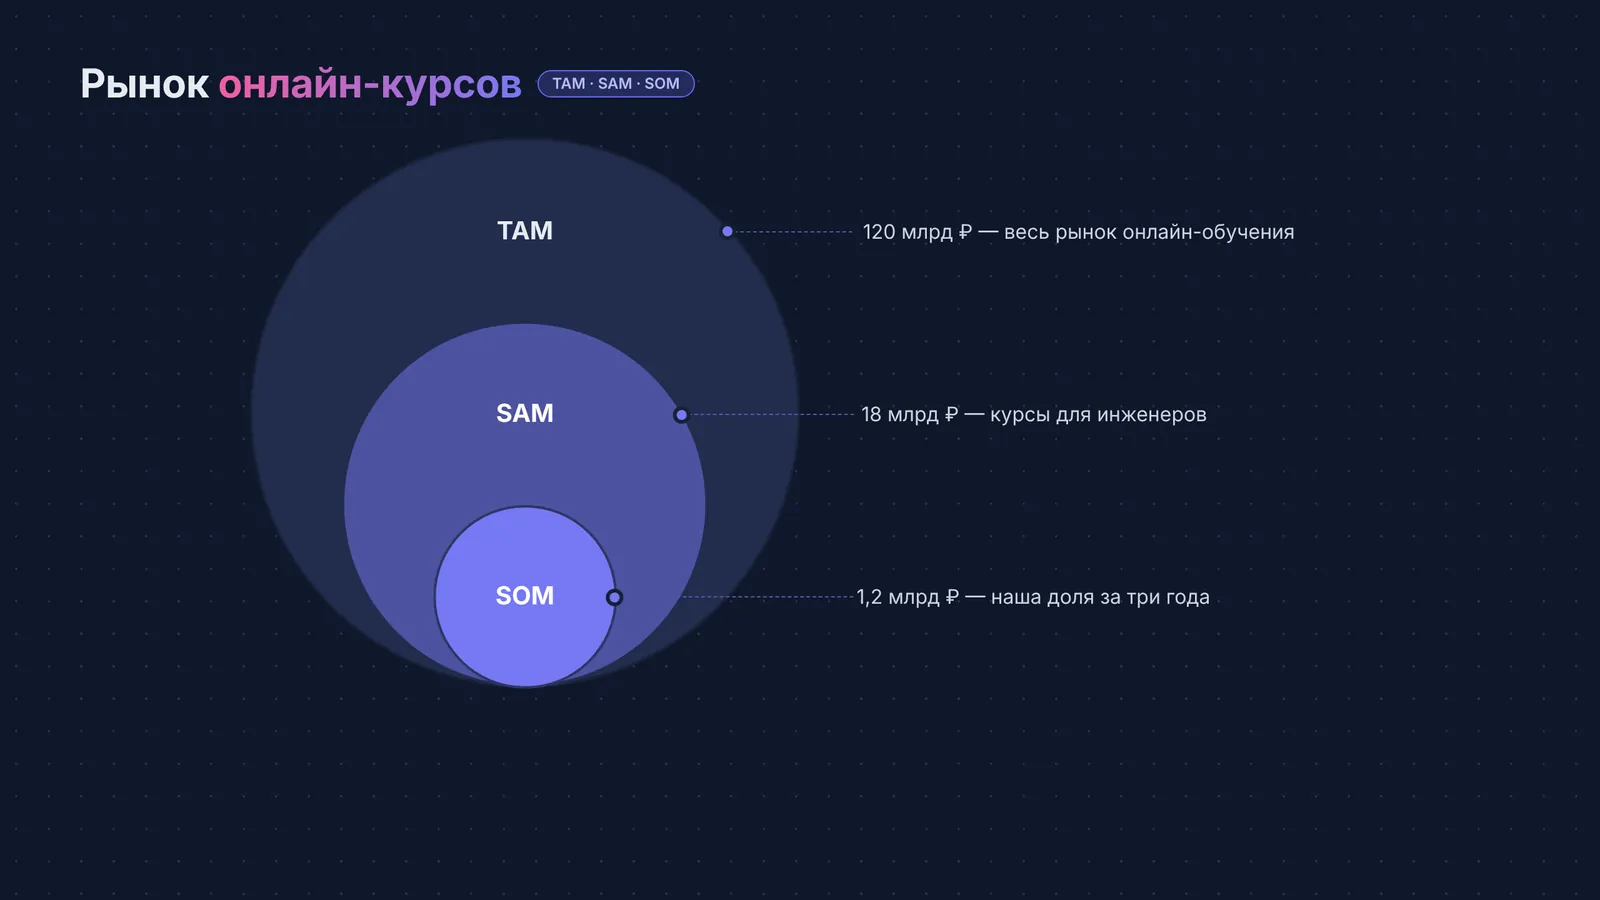 Рынок онлайн-курсов TAM · SAM · SOM
TAM
120 млрд ₽ — весь рынок онлайн-обучения
SAM
18 млрд ₽ — курсы для инженеров
SOM
1,2 млрд ₽ — наша доля за три года